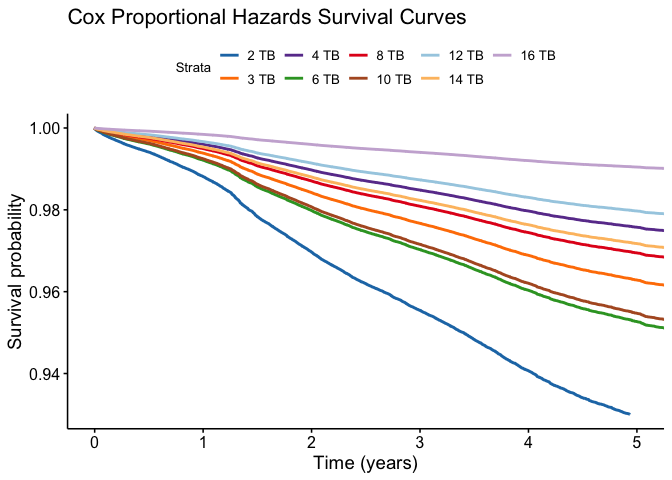 Cox Proportional Hazards Survival Curves
Strata
2 TB 4 TB 8 TB 12 TB 16 TB
3 TB 6 TB 10 TB 14 TB
Survival probability
1.00
0.98
0.96
0.94
0 1 2 3 4 5
Time (years)